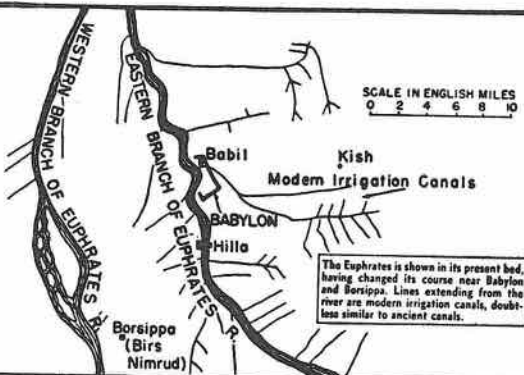 WESTERN BRANCH OF EUPHRATES R.
EASTERN BRANCH OF EUPHRATES R.
SCALE IN ENGLISH MILES
0 2 4 6 8 10
Babil
Kish
Modern Irrigation Canals
BABYLON
Hilla
Borsippa
(Birs
Nimrud)
The Euphrates is shown in its present bed,
having changed its course near Babylon
and Borsippa. Lines extending from the
river are modern irrigation canals, doubt-
less similar to ancient canals.